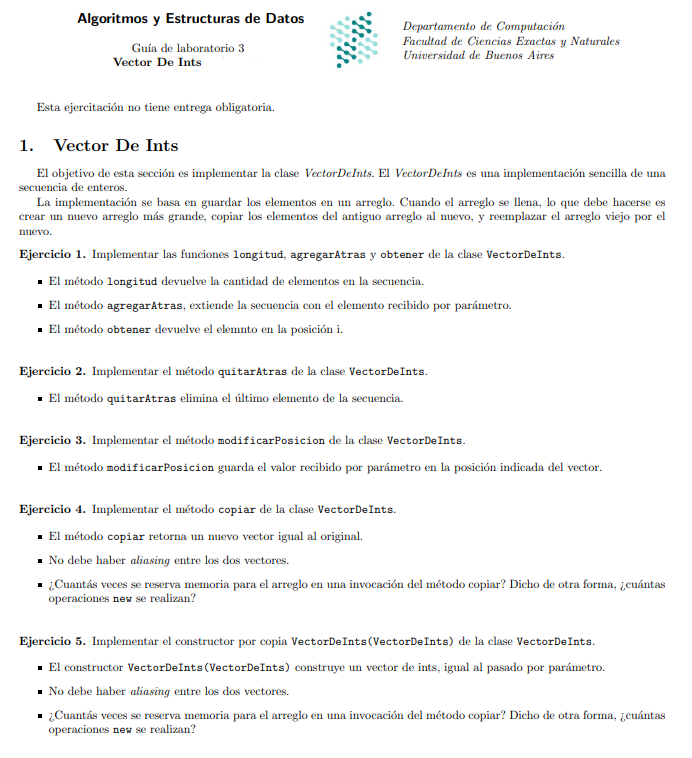 Algoritmos y Estructuras de Datos
Guía de laboratorio 3
Vector De Ints
Departamento de Computación
Facultad de Ciencias Exactas y Naturales
Universidad de Buenos Aires
Esta ejercitación no tiene entrega obligatoria.
1. Vector De Ints
El objetivo de esta sección es implementar la clase VectorDeInts. El VectorDeInts es una implementación sencilla de una
secuencia de enteros.
La implementación se basa en guardar los elementos en un arreglo. Cuando el arreglo se llena, lo que debe hacerse es
crear un nuevo arreglo más grande, copiar los elementos del antiguo arreglo al nuevo, y reemplazar el arreglo viejo por el
nuevo.
Ejercicio 1. Implementar las funciones longitud, agregarAtras y obtener de la clase VectorDeInts.
▪ El método longitud devuelve la cantidad de elementos en la secuencia.
▪ El método agregarAtras, extiende la secuencia con el elemento recibido por parámetro.
▪ El método obtener devuelve el elemnto en la posición i.
Ejercicio 2. Implementar el método quitarAtras de la clase VectorDeInts.
▪ El método quitarAtras elimina el último elemento de la secuencia.
Ejercicio 3. Implementar el método modificarPosicion de la clase VectorDeInts.
▪ El método modificarPosicion guarda el valor recibido por parámetro en la posición indicada del vector.
Ejercicio 4. Implementar el método copiar de la clase VectorDeInts.
▪ El método copiar retorna un nuevo vector igual al original.
▪ No debe haber aliasing entre los dos vectores.
▪ ¿Cuantás veces se reserva memoria para el arreglo en una invocación del método copiar? Dicho de otra forma, ¿cuántas
operaciones new se realizan?
Ejercicio 5. Implementar el constructor por copia VectorDeInts(VectorDeInts) de la clase VectorDeInts.
▪ El constructor VectorDeInts(VectorDeInts) construye un vector de ints, igual al pasado por parámetro.
▪ No debe haber aliasing entre los dos vectores.
▪ ¿Cuantás veces se reserva memoria para el arreglo en una invocación del método copiar? Dicho de otra forma, ¿cuántas
operaciones new se realizan?